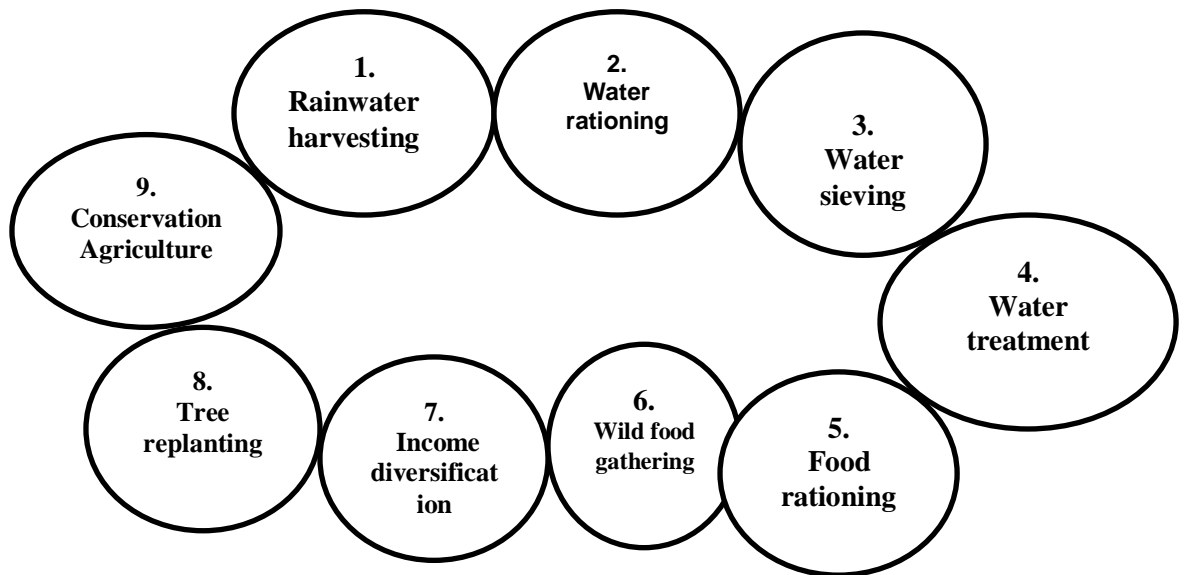 1.
Rainwater
harvesting
2.
Water
rationing
3.
Water
sieving
4.
Water
treatment
5.
Food
rationing
6.
Wild food
gathering
7.
Income
diversificat
ion
8.
Tree
replanting
9.
Conservation
Agriculture